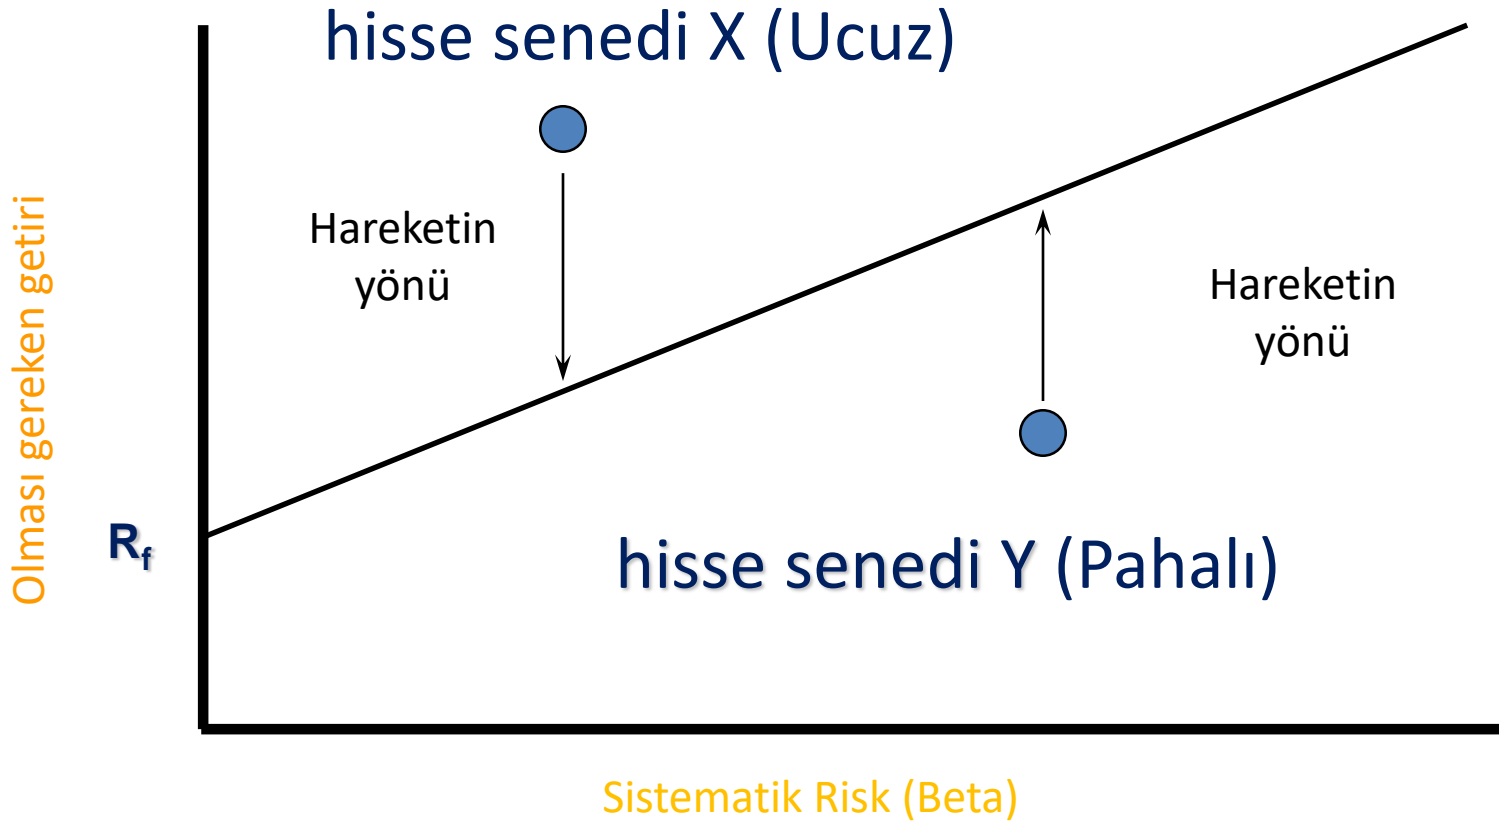 hisse senedi X (Ucuz)
Hareketin
yönü
Hareketin
yönü
Olması gereken getiri
Rf
hisse senedi Y (Pahalı)
Sistematik Risk (Beta)